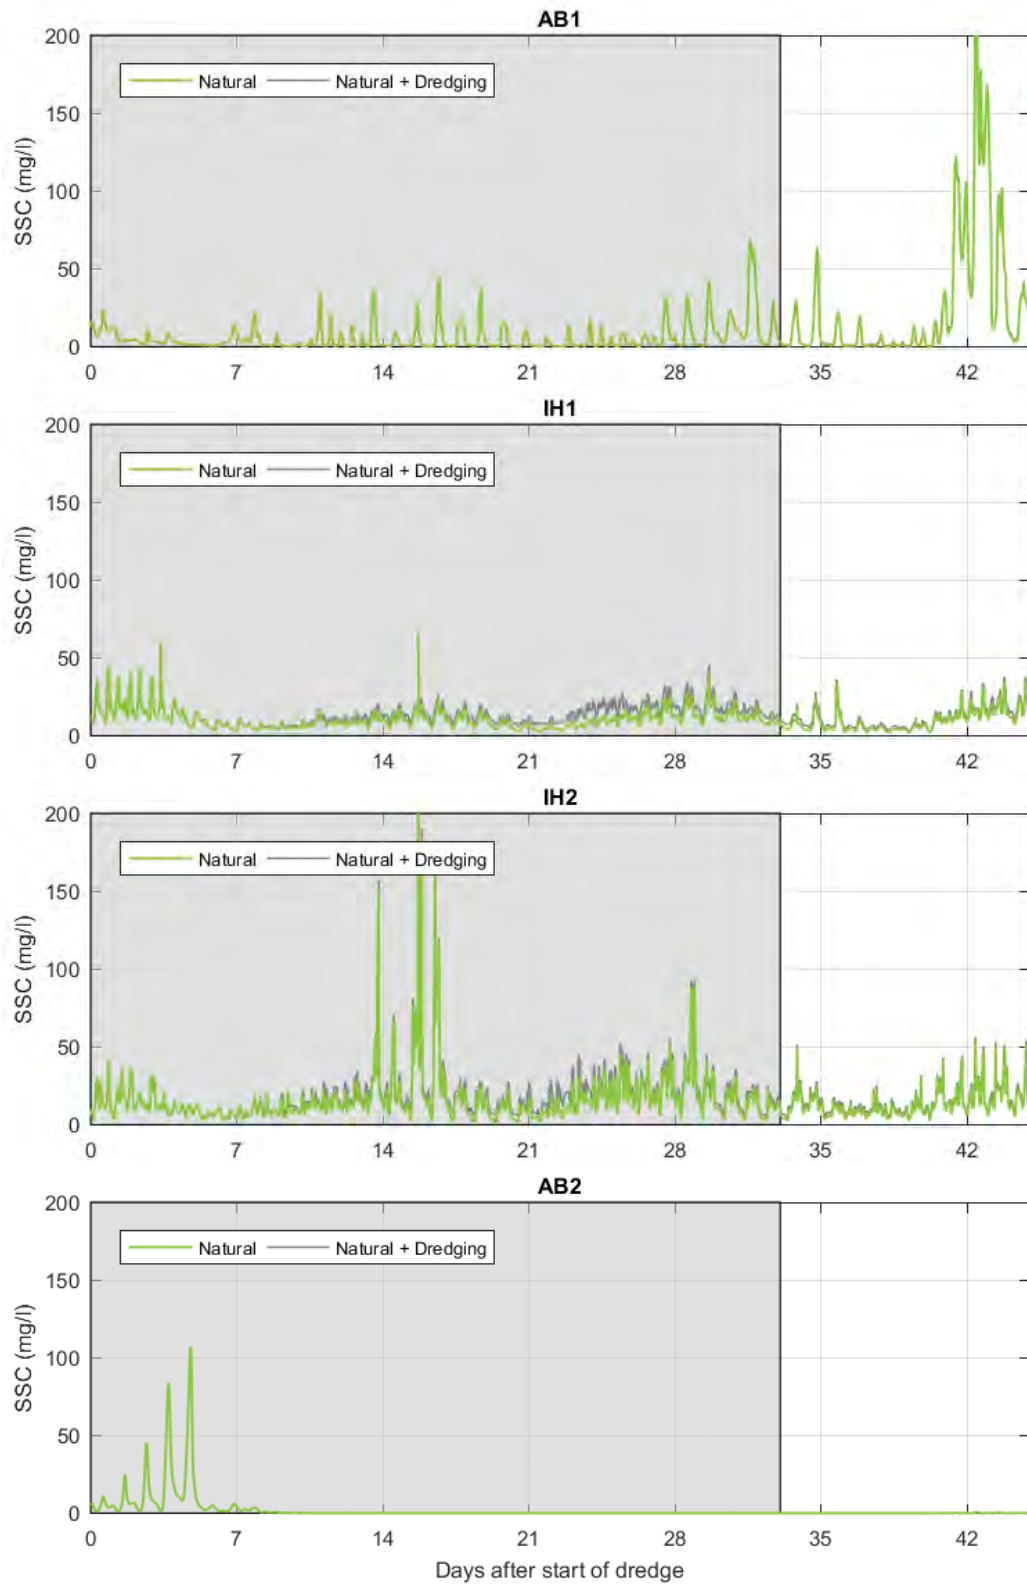 AB1
200
150
100
50
0
SSC (mg/l)
Natural Natural + Dredging
0 7 14 21 28 35 42
IH1
200
150
100
50
0
SSC (mg/l)
Natural Natural + Dredging
0 7 14 21 28 35 42
IH2
200
150
100
50
0
SSC (mg/l)
Natural Natural + Dredging
0 7 14 21 28 35 42
AB2
200
150
100
50
0
SSC (mg/l)
Natural Natural + Dredging
0 7 14 21 28 35 42
Days after start of dredge